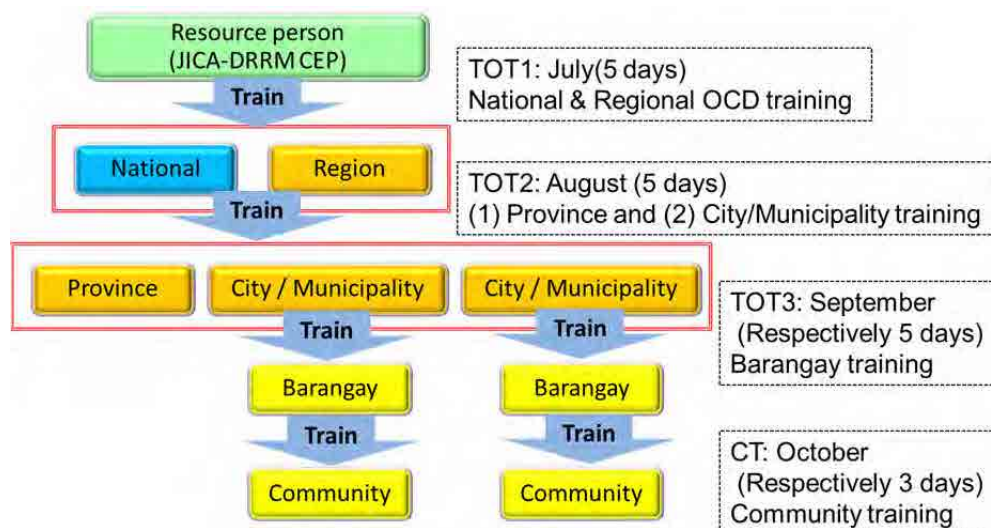 Resource person
(JICA-DRRM CEP)
Train
TOT1: July(5 days)
National & Regional OCD training
National
Region
Train
TOT2: August (5 days)
(1) Province and (2) City/Municipality training
Province
City / Municipality
City / Municipality
Train
Train
TOT3: September
(Respectively 5 days)
Barangay training
Barangay
Barangay
Train
Train
CT: October
(Respectively 3 days)
Community training
Community
Community